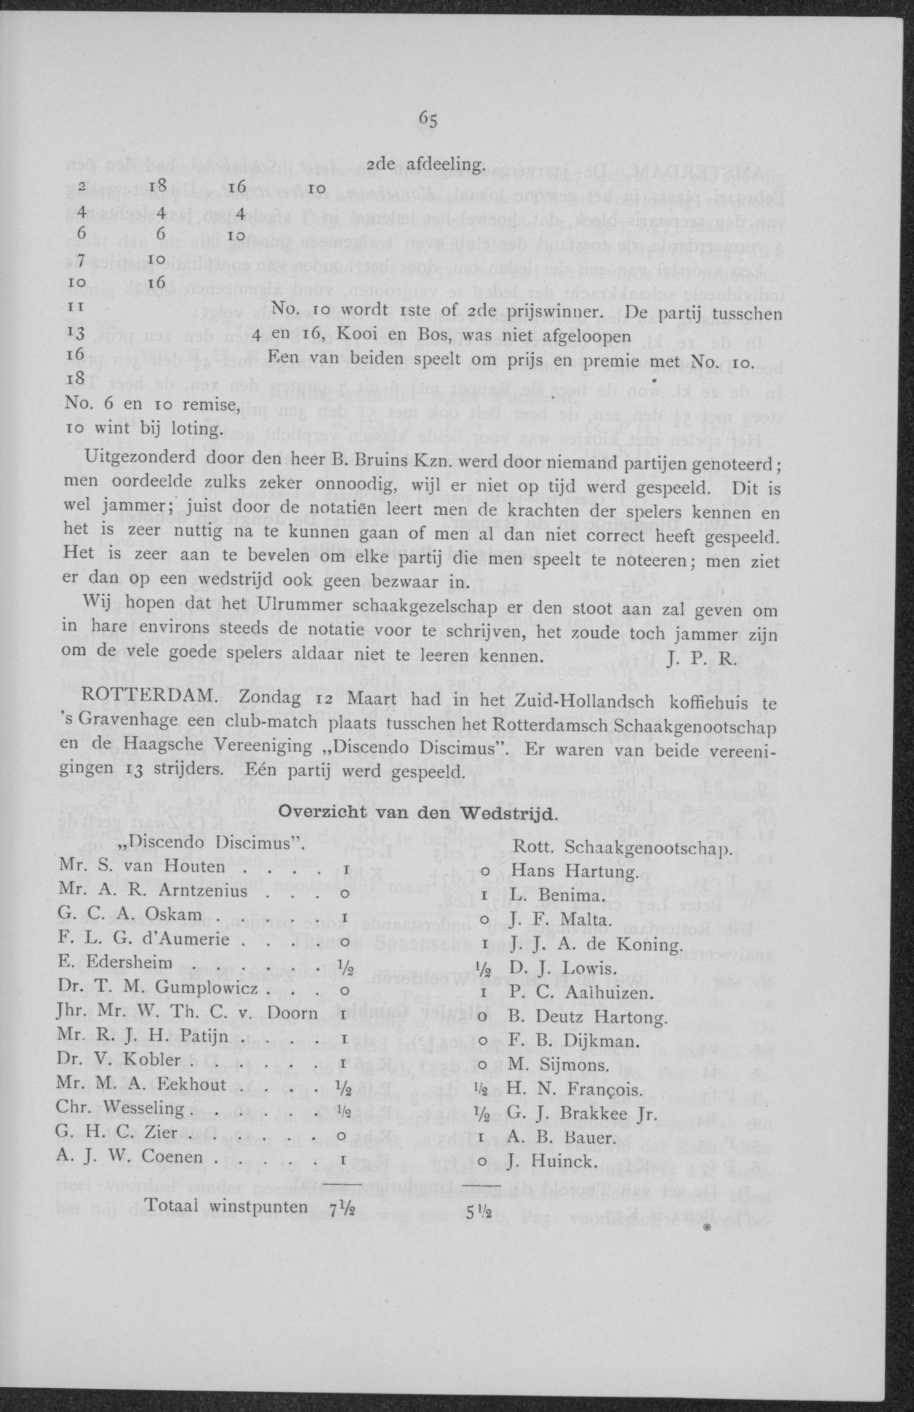 65
2de afdeeling.
2 18 16 10
4 4 4
6 6 10
7 10
10 16
11 No. 10 wordt 1ste of 2de prijswinner. De partij tusschen
13 4 en 16, Kooi en Bos, was niet afgeloopen
16 Een van beiden speelt om prijs en premie met No. 10.
18
No. 6 en 10 remise,
10 wint bij loting.
Uitgezonderd door den heer B. Bruins Kzn. werd door niemand partijen genoteerd;
men oordeelde zulks zeker onnoodig, wijl er niet op tijd werd gespeeld. Dit is
wel jammer; juist door de notatiën leert men de krachten der spelers kennen en
het is zeer nuttig na te kunnen gaan of men al dan niet correct heeft gespeeld.
Het is zeer aan te bevelen om elke partij die men speelt te noteeren; men ziet
er dan op een wedstrijd ook geen bezwaar in.
Wij hopen dat het Ulrummer schaakgezelschap er den stoot aan zal geven om
in hare environs steeds de notatie voor te schrijven, het zoude toch jammer zijn
om de vele goede spelers aldaar niet te leeren kennen. J. P. R.
ROTTERDAM. Zondag 12 Maart had in het Zuid-Hollandsch koffiehuis te
's Gravenhage een club-match plaats tusschen het Rotterdamsch Schaakgenootschap
en de Haagsche Vereeniging „Discendo Discimus”. Er waren van beide vereeni-
gingen 13 strijders. Eén partij werd gespeeld.
Overzicht van den Wedstrijd.
„Discendo Discimus”. Rott. Schaakgenootschap.
Mr. S. van Houten . . . . 1 0 Hans Hartung.
Mr. A. R. Arntzenius . . . 0 1 L. Benima.
G. C. A. Oskam . . . . . 1 0 J. F. Malta.
F. L. G. d'Aumerie . . . . 0 1 J. J. A. de Koning.
E. Edersheim . . . . . . ½ ½ D. J. Lowis.
Dr. T. M. Gumplowicz . . . 0 1 P. C. Aalhuizen.
Jhr. Mr. W. Th. C. v. Doorn 1 0 B. Deutz Hartong.
Mr. R. J. H. Patijn . . . . 1 0 F. B. Dijkman.
Dr. V. Kobler . . . . . . 1 0 M. Sijmons.
Mr. M. A. Eekhout . . . . ½ ½ H. N. François.
Chr. Wesseling . . . . . . ½ ½ G. J. Brakkee Jr.
G. H. C. Zier . . . . . . 0 1 A. B. Bauer.
A. J. W. Coenen . . . . . 1 0 J. Huinck.
Totaal winstpunten 7½ 5½
*